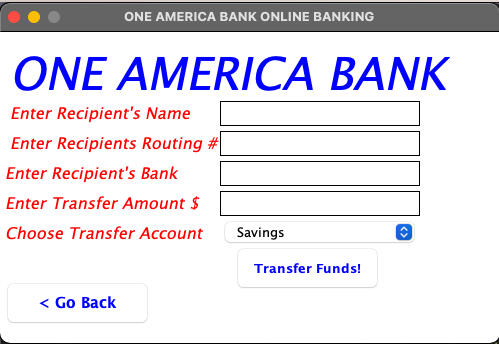 ONE AMERICA BANK ONLINE BANKING
ONE AMERICA BANK
Enter Recipient's Name
Enter Recipients Routing #
Enter Recipient's Bank
Enter Transfer Amount $
Choose Transfer Account Savings
Transfer Funds!
< Go Back